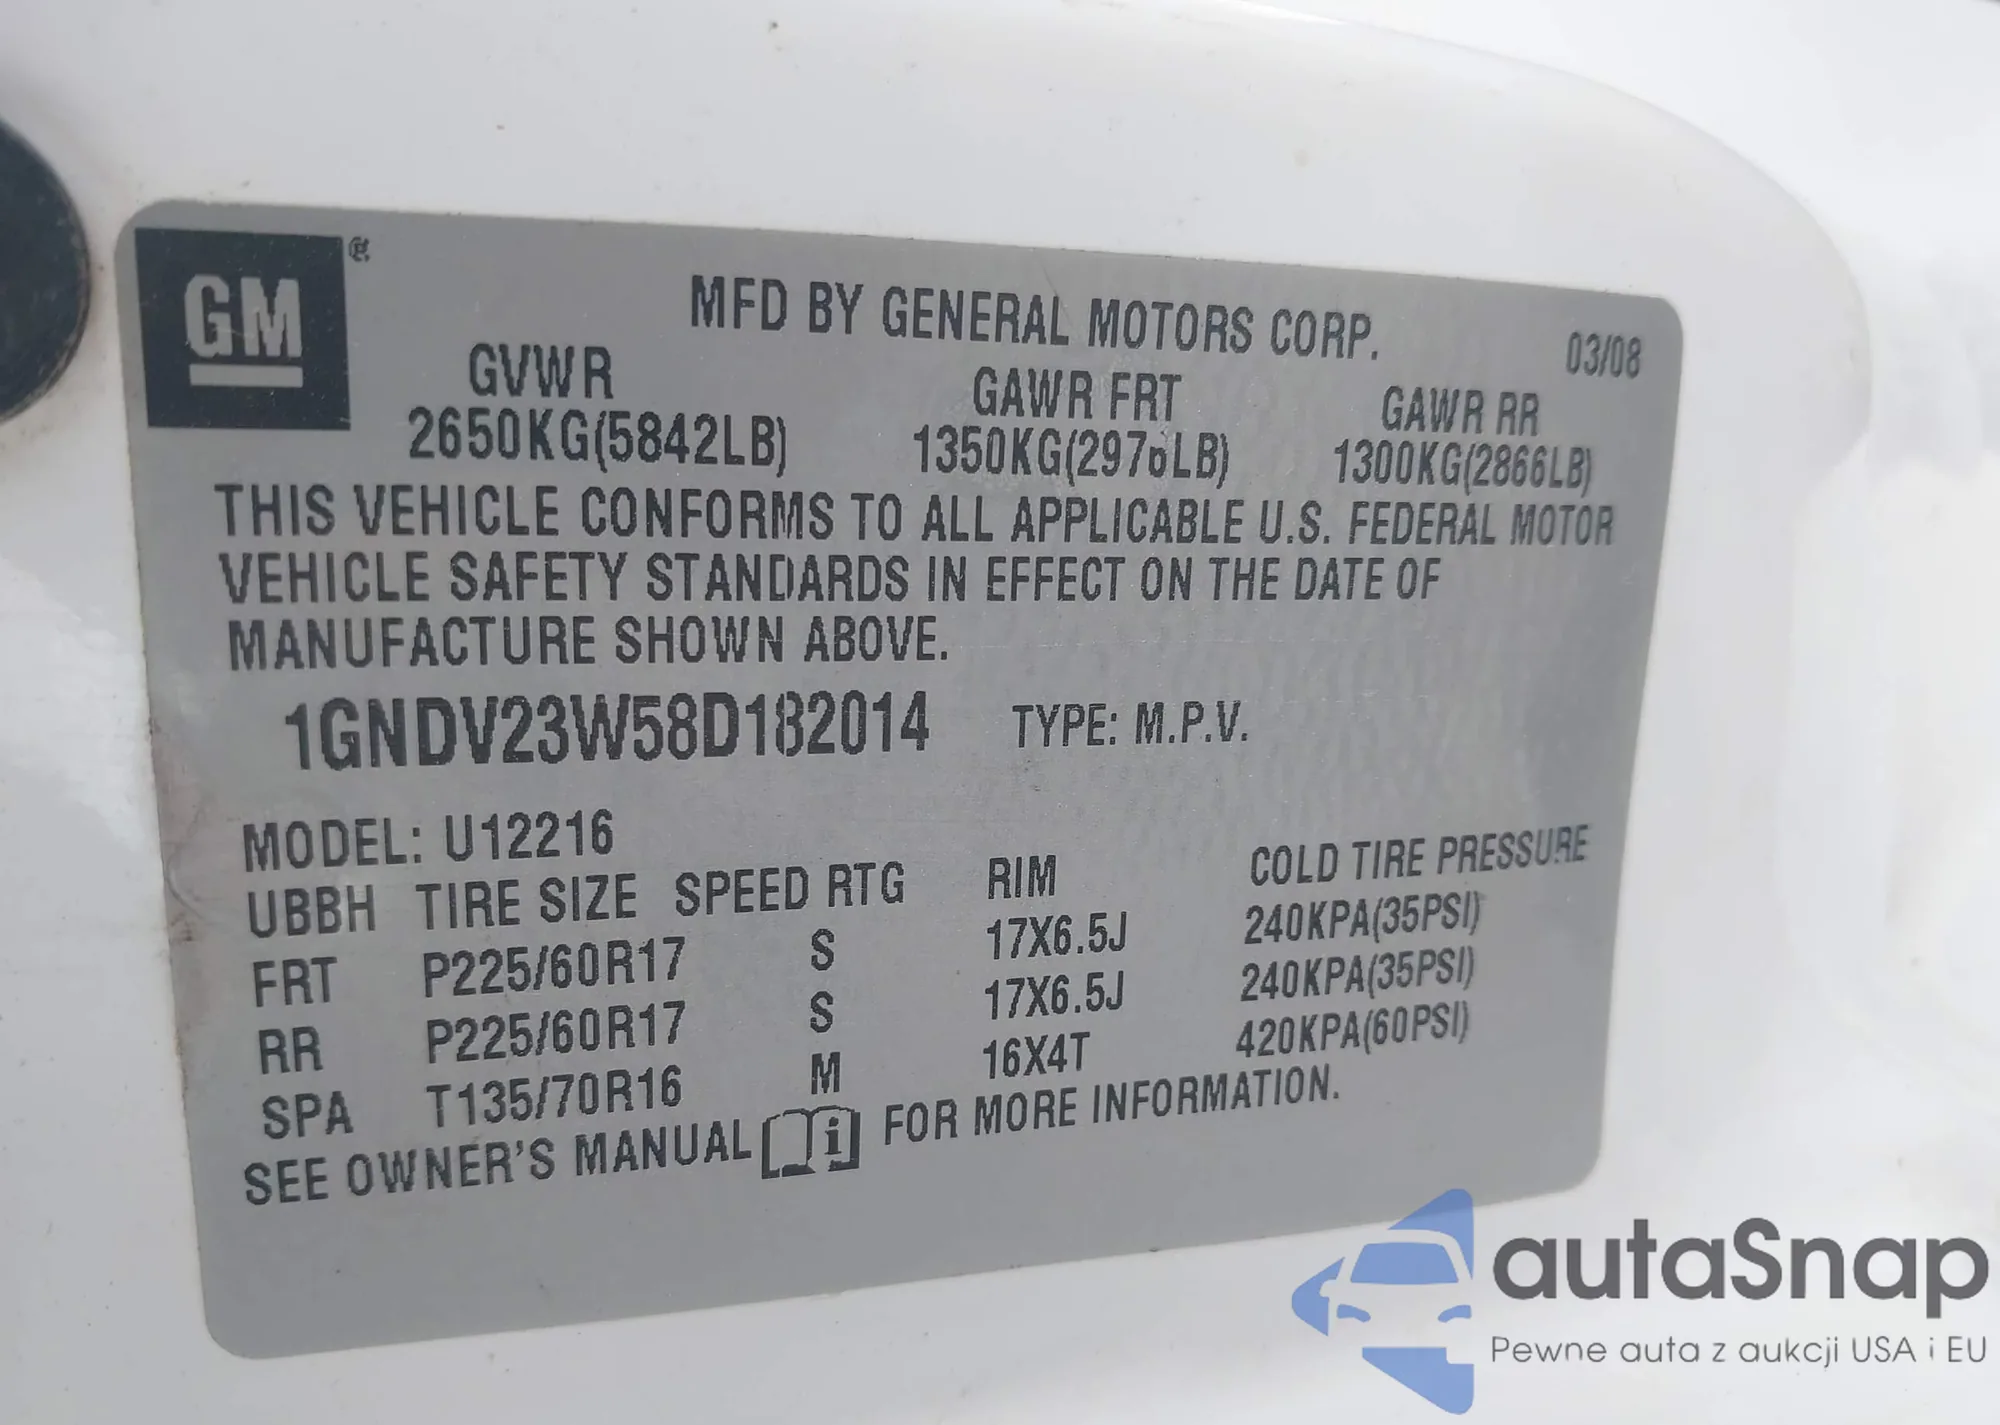 GM
MFD BY GENERAL MOTORS CORP. 03/08
GVWR GAWR FRT GAWR RR
2650KG(5842LB) 1350KG(2976LB) 1300KG(2866LB)
THIS VEHICLE CONFORMS TO ALL APPLICABLE U.S. FEDERAL MOTOR
VEHICLE SAFETY STANDARDS IN EFFECT ON THE DATE OF
MANUFACTURE SHOWN ABOVE.
1GNDV23W58D182014 TYPE: M.P.V.
MODEL: U12216
UBBH TIRE SIZE SPEED RTG RIM COLD TIRE PRESSURE
FRT P225/60R17 S 17X6.5J 240KPA(35PSI)
RR P225/60R17 S 17X6.5J 240KPA(35PSI)
SPA T135/70R16 M 16X4T 420KPA(60PSI)
SEE OWNER'S MANUAL i FOR MORE INFORMATION.
autaSnap
Pewne auta z aukcji USA i EU